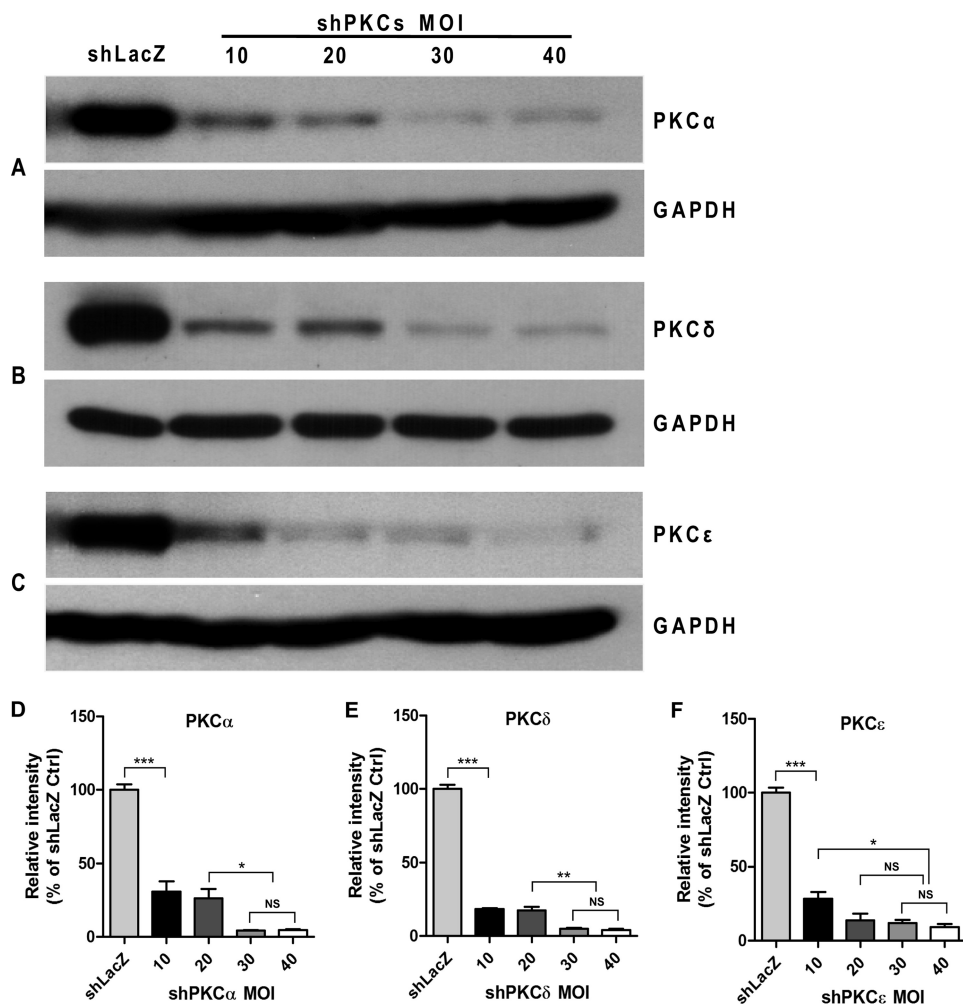 shPKCs MOI
shLacZ 10 20 30 40
PKCα
A
GAPDH
PKCδ
B
GAPDH
PKCε
C
GAPDH
D
PKCα
Relative intensity
(% of shLacZ Ctrl)
150
100
50
0
***
*
NS
shLacZ 10 20 30 40
shPKCα MOI
E
PKCδ
Relative intensity
(% of shLacZ Ctrl)
150
100
50
0
***
**
NS
shLacZ 10 20 30 40
shPKCδ MOI
F
PKCε
Relative intensity
(% of shLacZ Ctrl)
150
100
50
0
***
*
NS
NS
shLacZ 10 20 30 40
shPKCε MOI